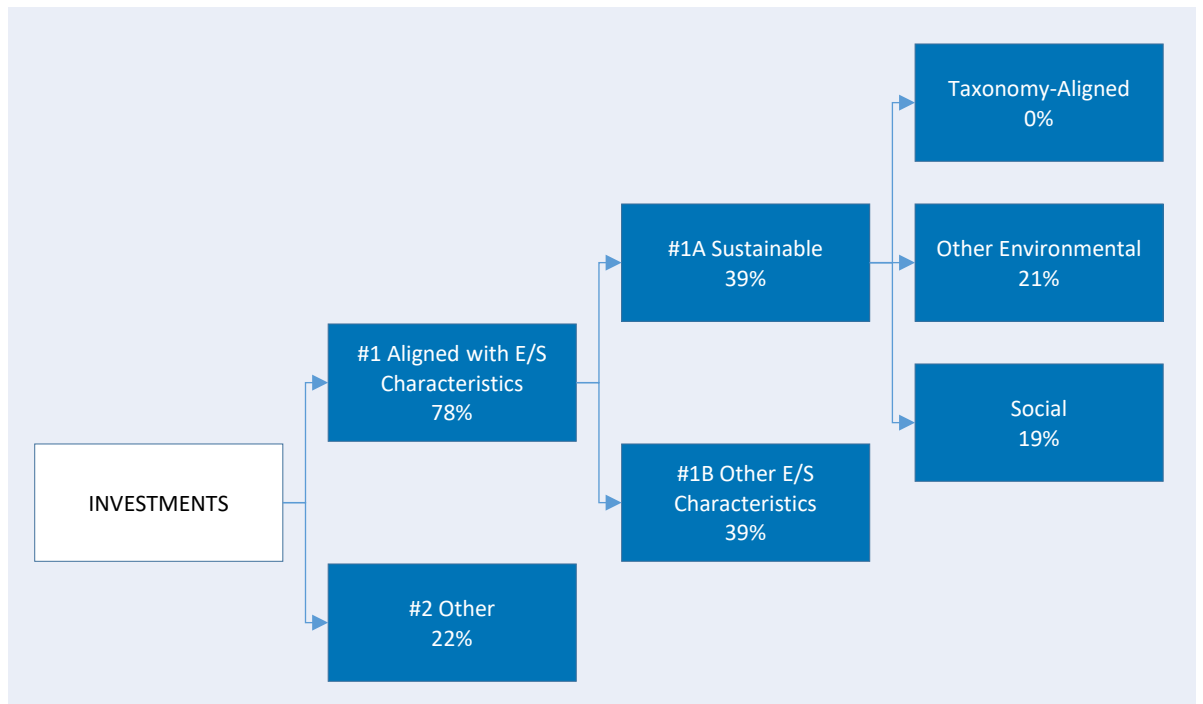 INVESTMENTS
#1 Aligned with E/S
Characteristics
78%
#2 Other
22%
#1A Sustainable
39%
#1B Other E/S
Characteristics
39%
Taxonomy-Aligned
0%
Other Environmental
21%
Social
19%